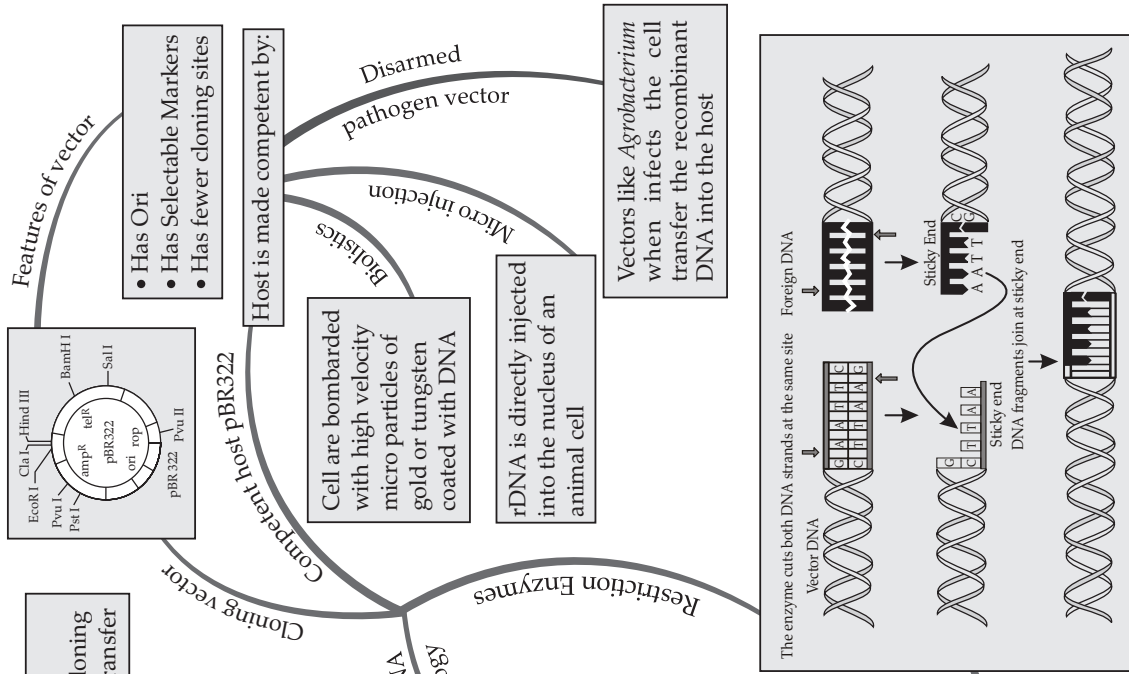 Features of vector
• Has Ori
• Has Selectable Markers
• Has fewer cloning sites
EcoR I
Cla I
Hind III
BamH I
Sal I
Pvu I
Pst I
ampR
telR
pBR322
ori
rop
Pvu II
pBR 322
Cloning vector
loning
ransfer
Competent host pBR322
Host is made competent by:
Biolistics
Cell are bombarded
with high velocity
micro particles of
gold or tungsten
coated with DNA
Micro injection
rDNA is directly injected
into the nucleus of an
animal cell
Disarmed
pathogen vector
Vectors like Agrobacterium
when infects the cell
transfer the recombinant
DNA into the host
Restriction Enzymes
The enzyme cuts both DNA strands at the same site
Vector DNA
Foreign DNA
G A A T T C
C T T A A G
Sticky End
G
C T T A A
A A T T C
G
Sticky end
DNA fragments join at sticky end